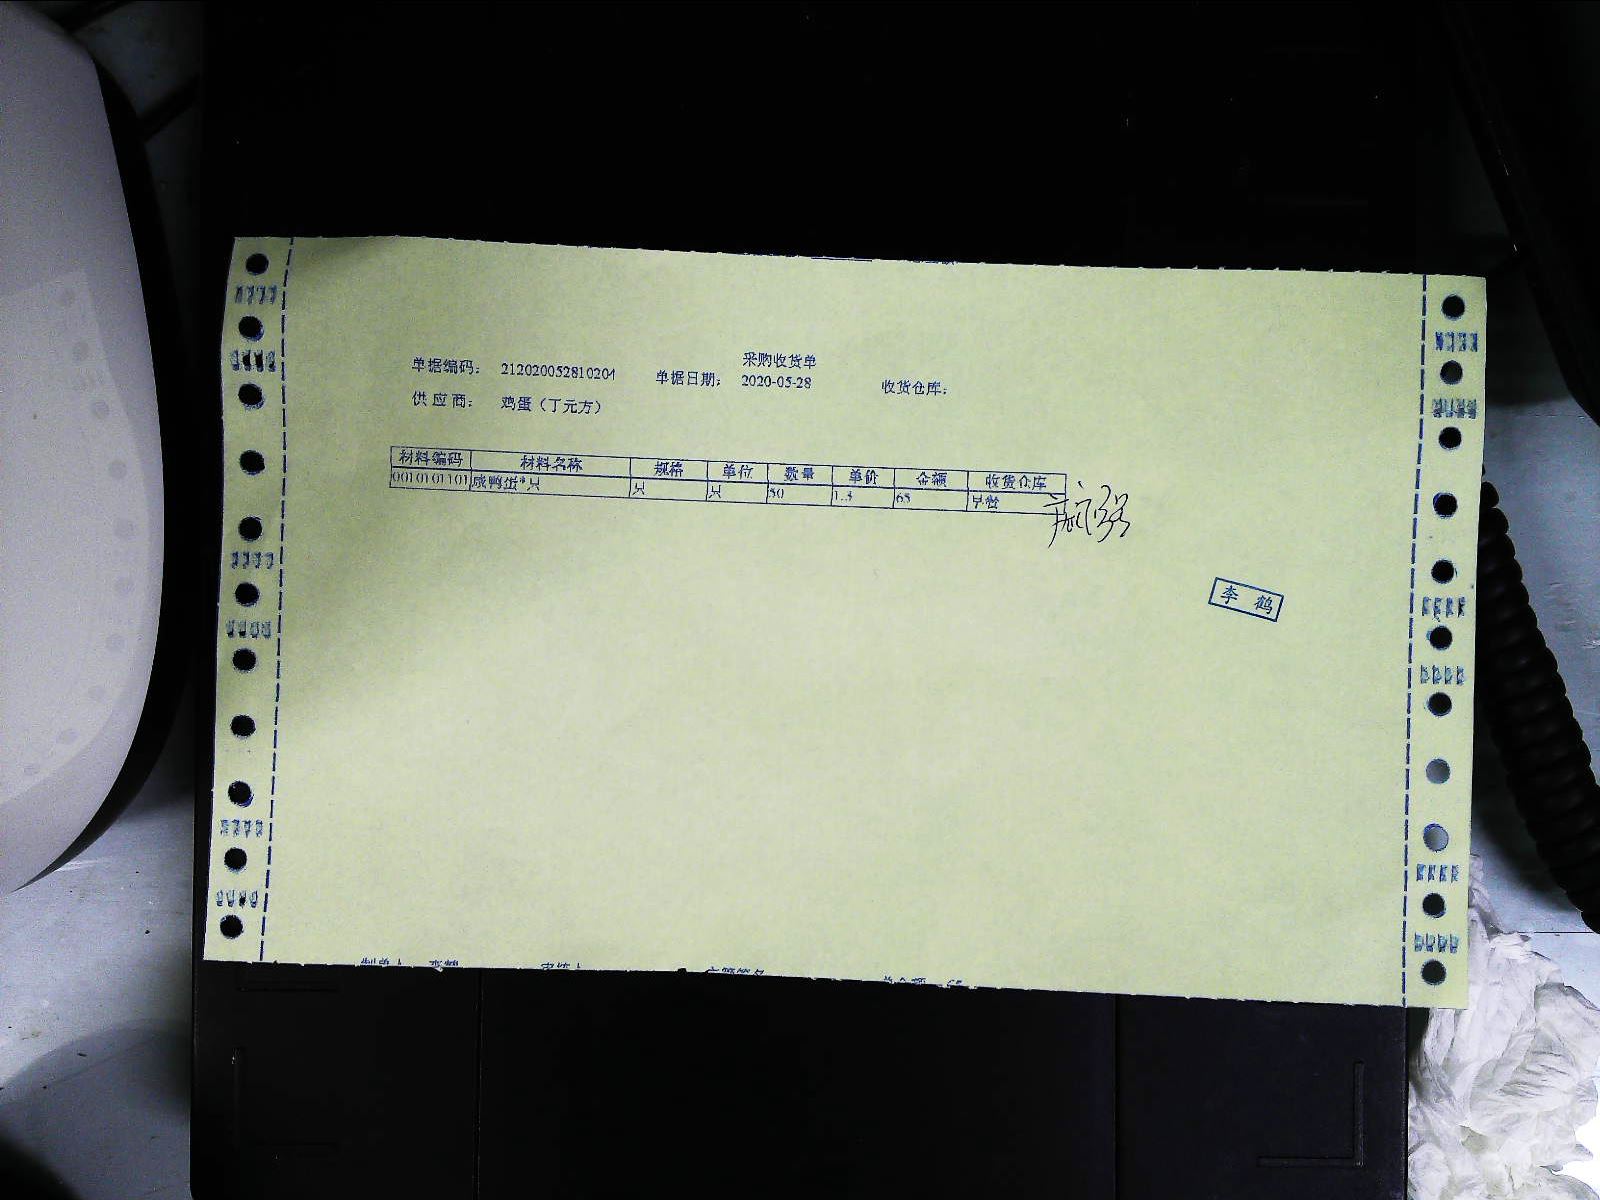 采购收货单
单据编码： 212020052810204 单据日期： 2020-05-28 收货仓库：
供 应 商： 鸡蛋（丁元方）
材料编码 材料名称 规格 单位 数量 单价 金额 收货仓库
0010101101 咸鸭蛋*只 只 只 50 1.3 65 早餐
李 鹤